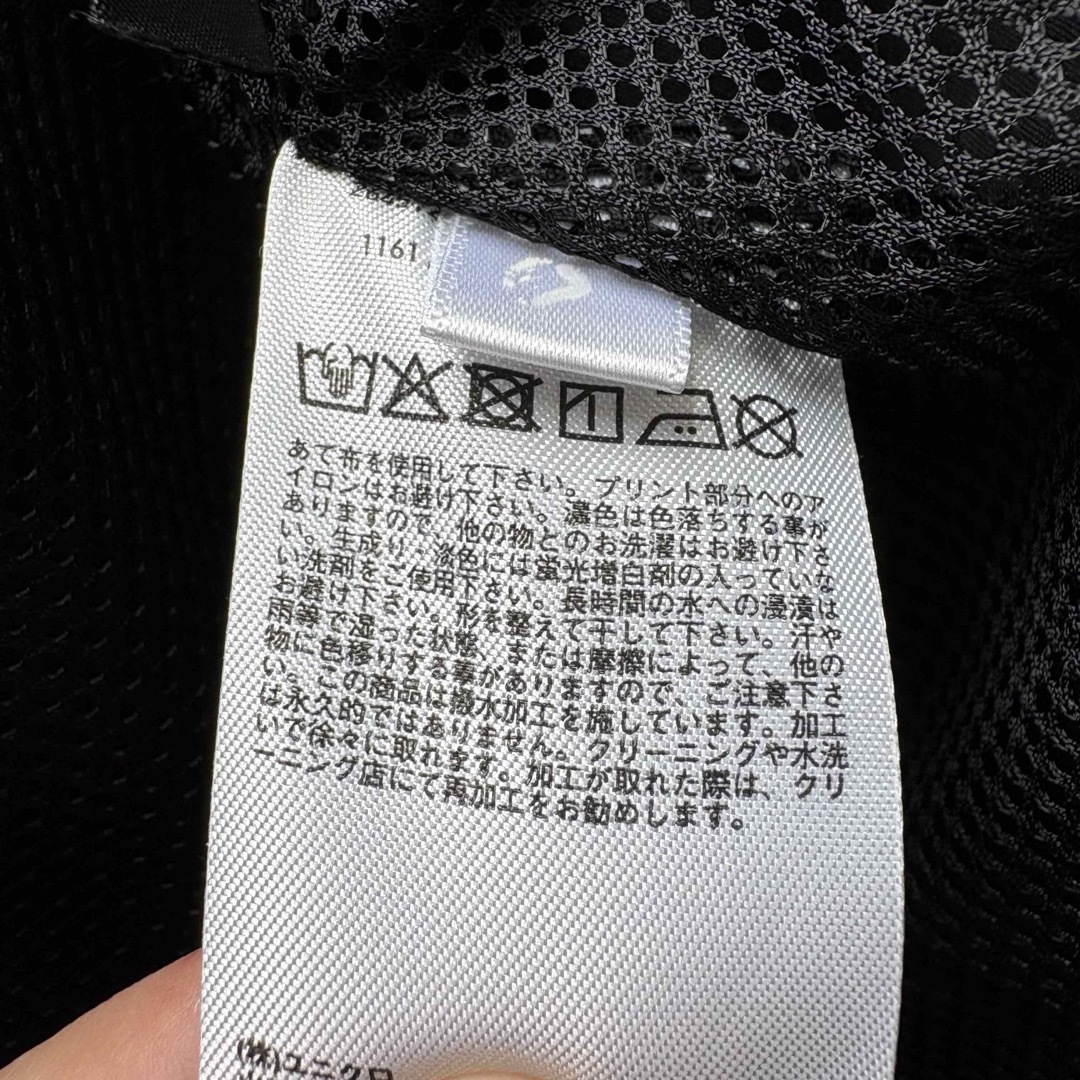 1161
あて布を使用して下さい。プリント部分へのア
イロンはお避け下さい。濃色は色落ちする事が
ありますので、他の物とのお洗濯はお避け下さ
い。生成り、淡色は蛍光増白剤の入っていな
い洗剤をご使用下さい。長時間の水への浸漬は
お避け下さい。形態を整えて干して下さい。汗や
雨等で湿った状態、または摩擦によって、他の
物に色移りする事がありますので、ご注意下さ
い。この商品は撥水加工を施しています。加工
は永久的ではありません。クリーニングや水洗
いで徐々に取れます。加工が取れた際は、クリ
ーニング店にて再加工をお勧めします。
(株)ユニクロ